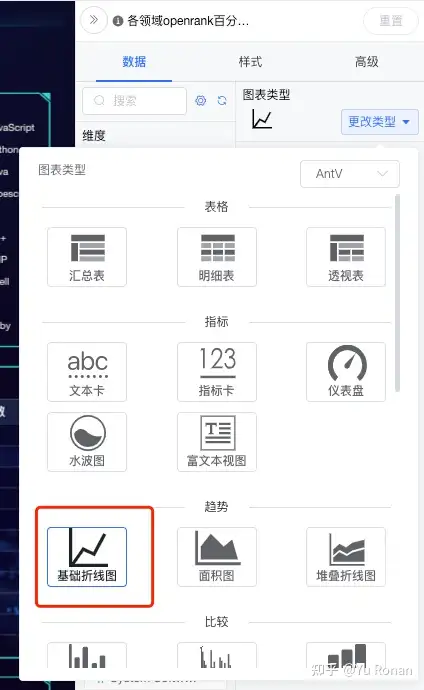 各领域openrank百分...
重置
数据
样式
高级
搜索
图表类型
更改类型
维度
图表类型
AntV
表格
汇总表
明细表
透视表
指标
abc
123
文本卡
指标卡
仪表盘
水波图
T
富文本视图
趋势
基础折线图
面积图
堆叠折线图
比较
知乎 @Yu Ronan
vaScript
thon
va
pesc
+
IP
ell
by
数